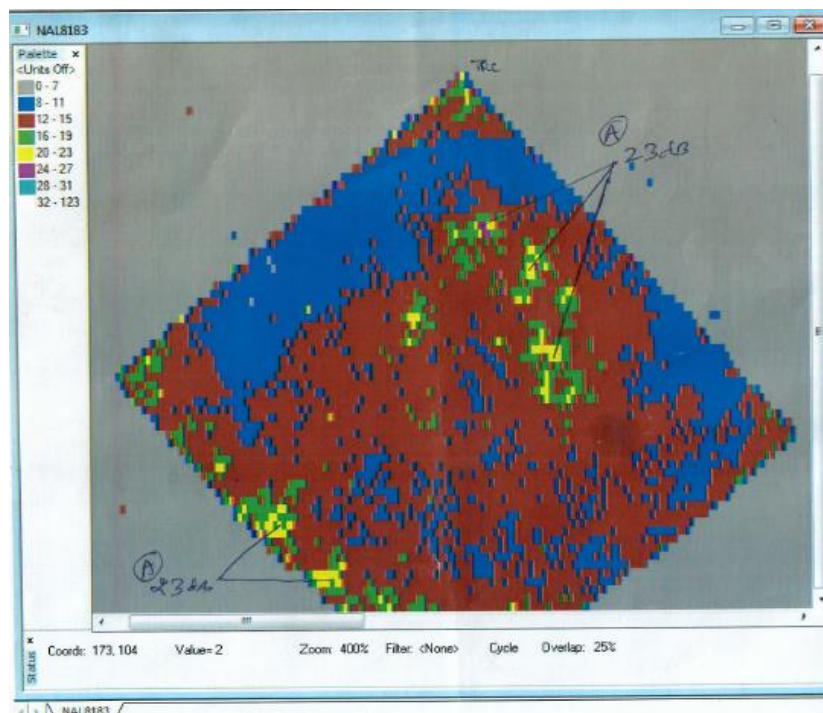 NAL8183
Palette ×
<Units Off>
0 - 7
8 - 11
12 - 15
16 - 19
20 - 23
24 - 27
28 - 31
32 - 123
A
23dB
A
23dB
Status ×
Coords: 173, 104 Value= 2 Zoom: 400% Filter: <None> Cycle Overlap: 25%
NAL8183